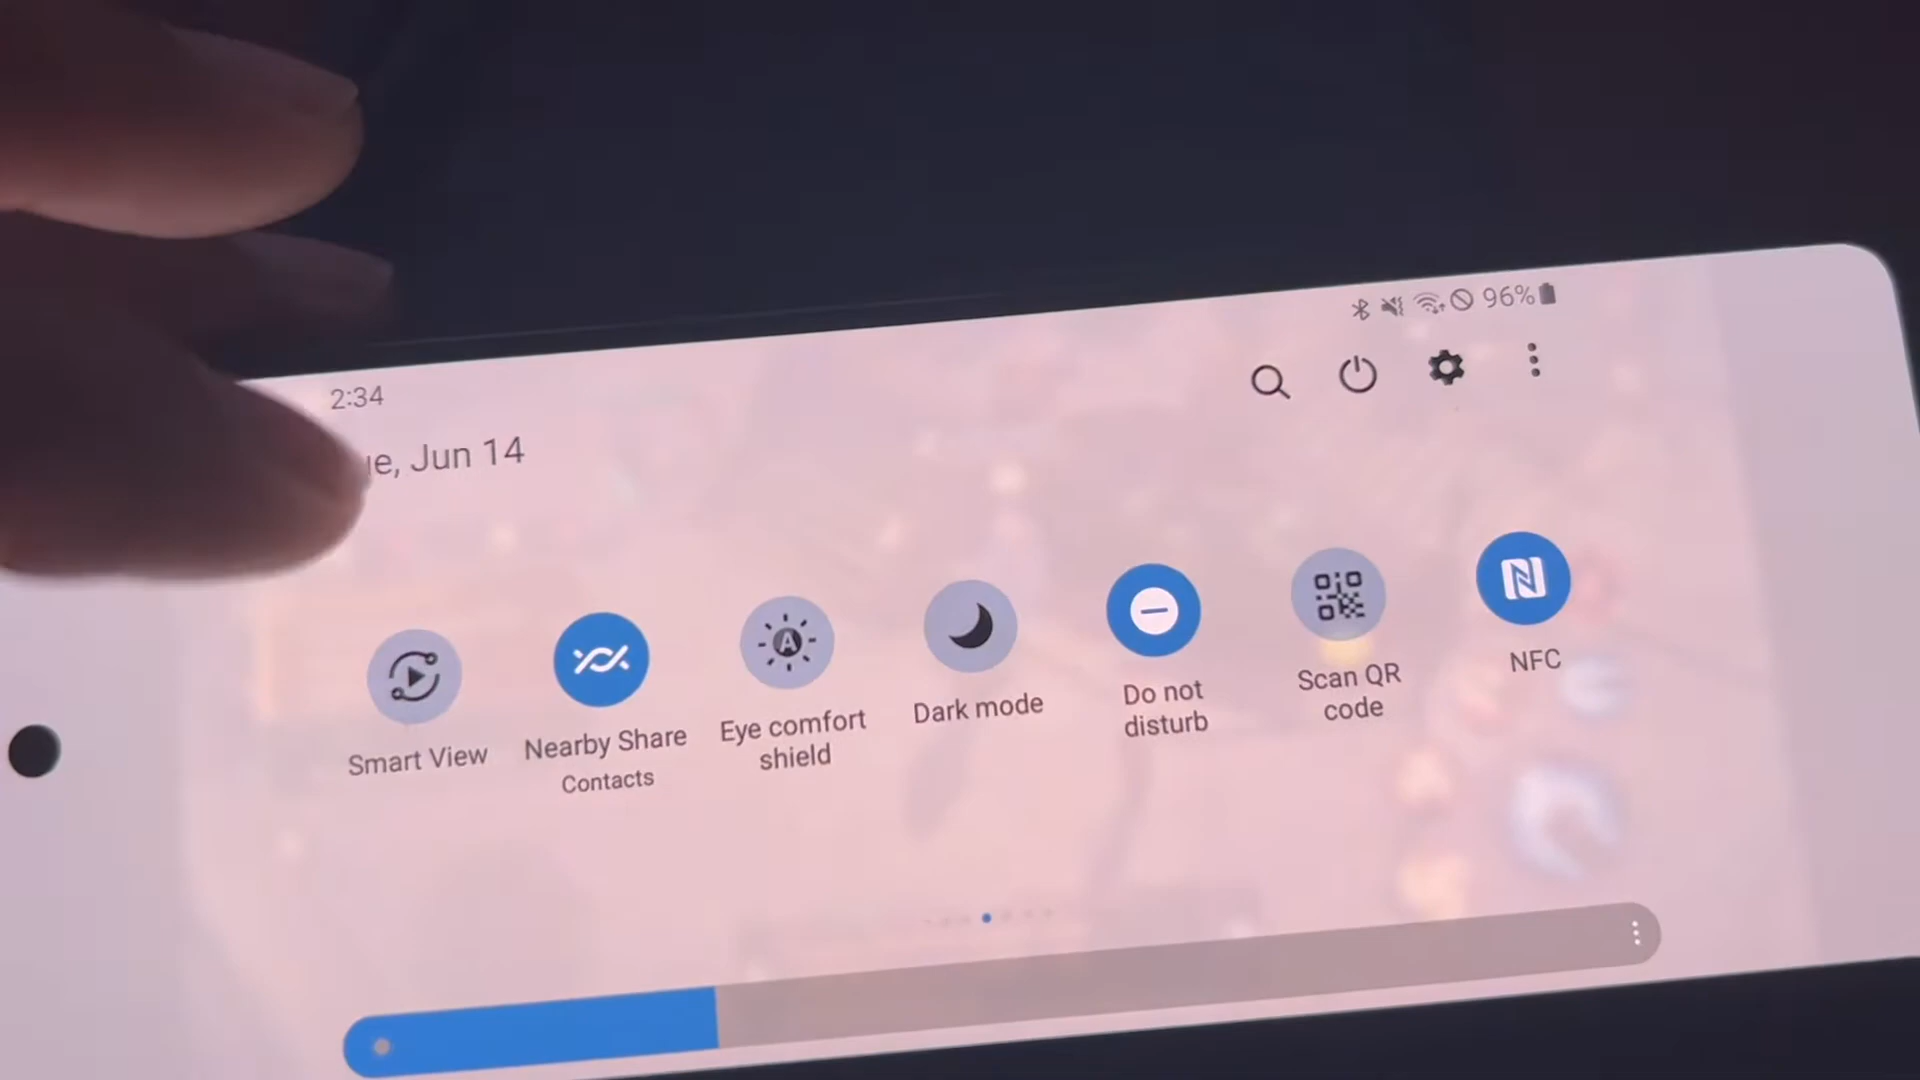 96%
2:34
Jun 14
Smart View
Nearby Share
Contacts
Eye comfort
shield
Dark mode
Do not
disturb
Scan QR
code
NFC